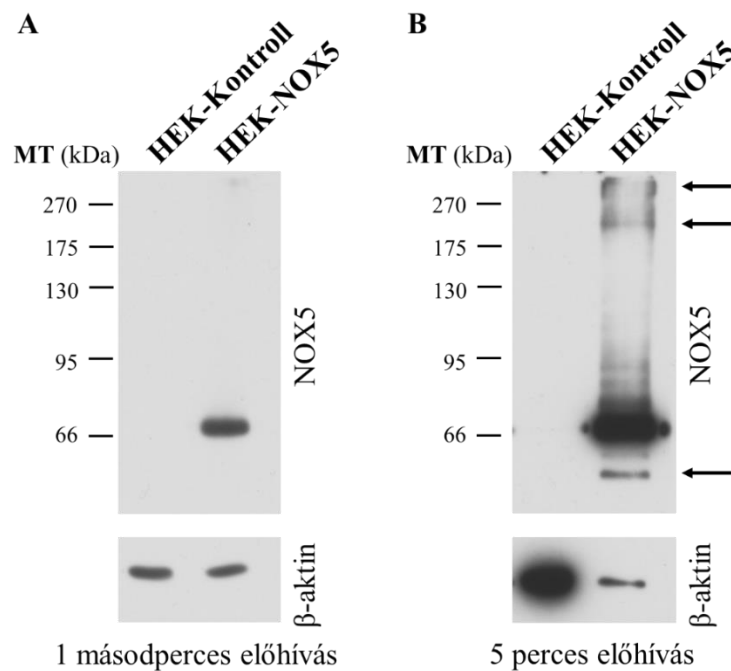 A
HEK-Kontroll
HEK-NOX5
MT (kDa)
270
175
130
95
66
NOX5
β-aktin
1 másodperces előhívás
B
HEK-Kontroll
HEK-NOX5
MT (kDa)
270
175
130
95
66
NOX5
β-aktin
5 perces előhívás